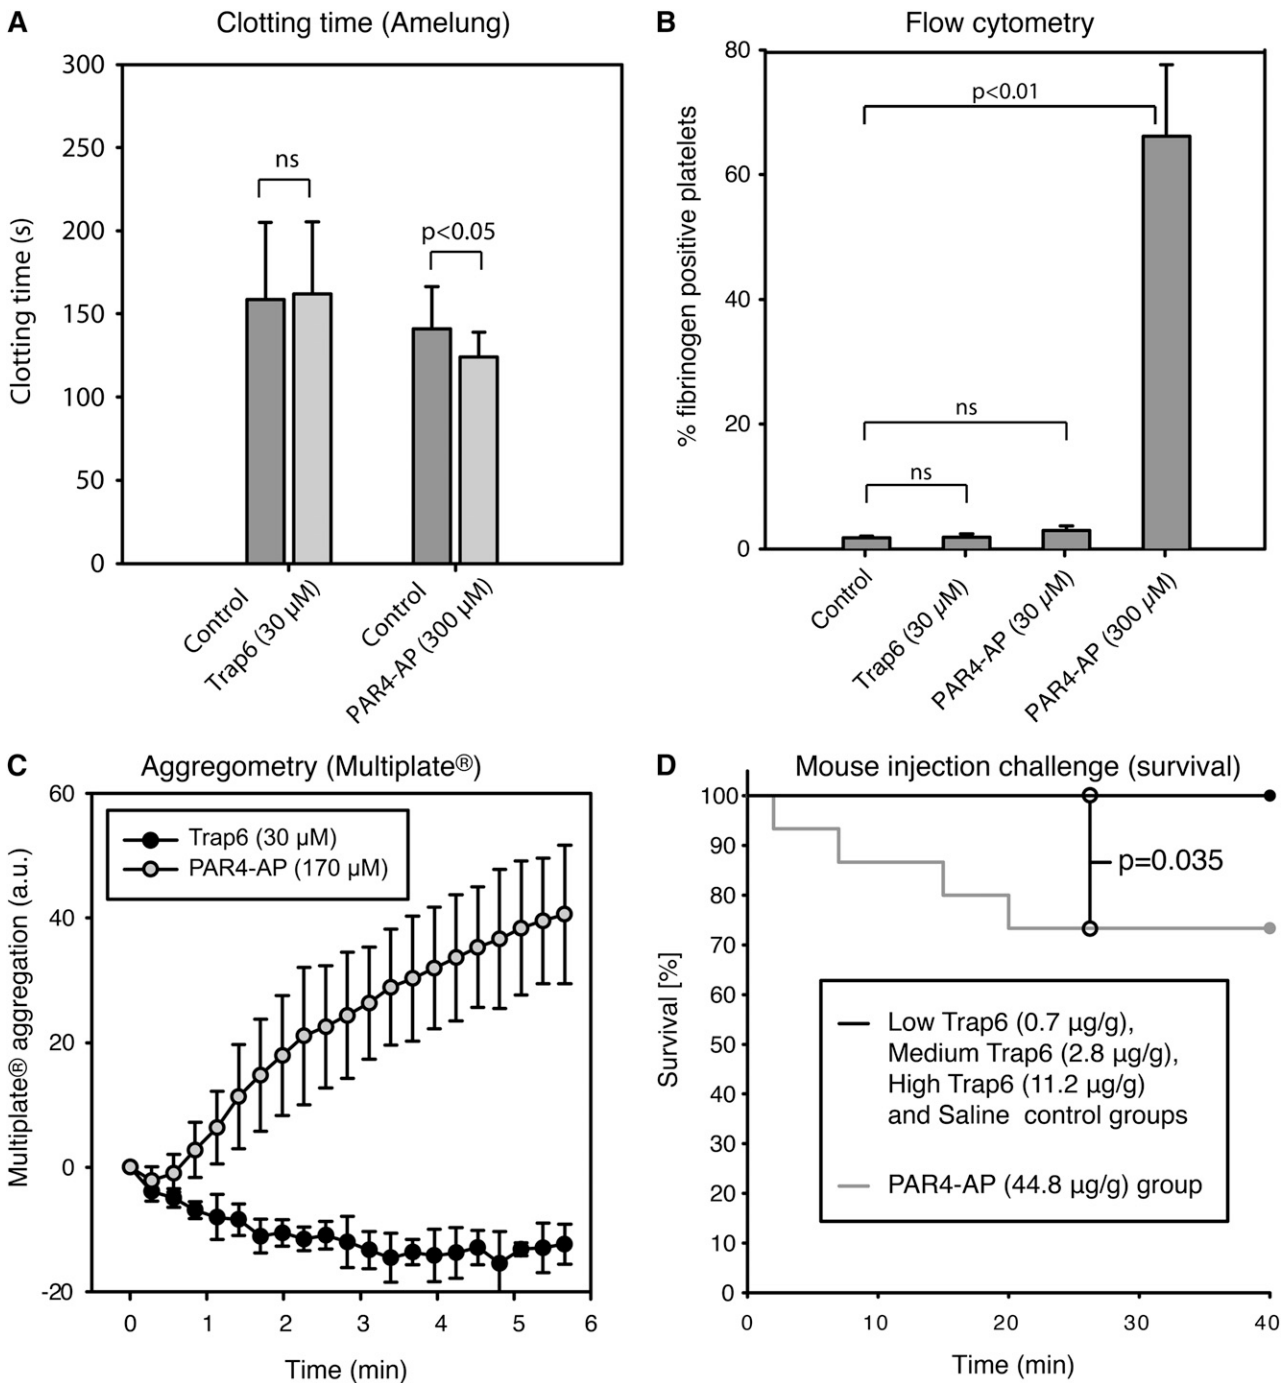 A
Clotting time (Amelung)
300
250
200
150
100
50
0
Clotting time (s)
ns
p<0.05
Control
Trap6 (30 µM)
Control
PAR4-AP (300 µM)
B
Flow cytometry
80
60
40
20
0
% fibrinogen positive platelets
p<0.01
ns
ns
Control
Trap6 (30 µM)
PAR4-AP (30 µM)
PAR4-AP (300 µM)
C
Aggregometry (Multiplate®)
60
40
20
0
-20
Multiplate® aggregation (a.u.)
Trap6 (30 µM)
PAR4-AP (170 µM)
0 1 2 3 4 5 6
Time (min)
D
Mouse injection challenge (survival)
100
90
80
70
60
50
40
30
20
10
0
Survival [%]
p=0.035
Low Trap6 (0.7 µg/g),
Medium Trap6 (2.8 µg/g),
High Trap6 (11.2 µg/g)
and Saline control groups
PAR4-AP (44.8 µg/g) group
0 10 20 30 40
Time (min)